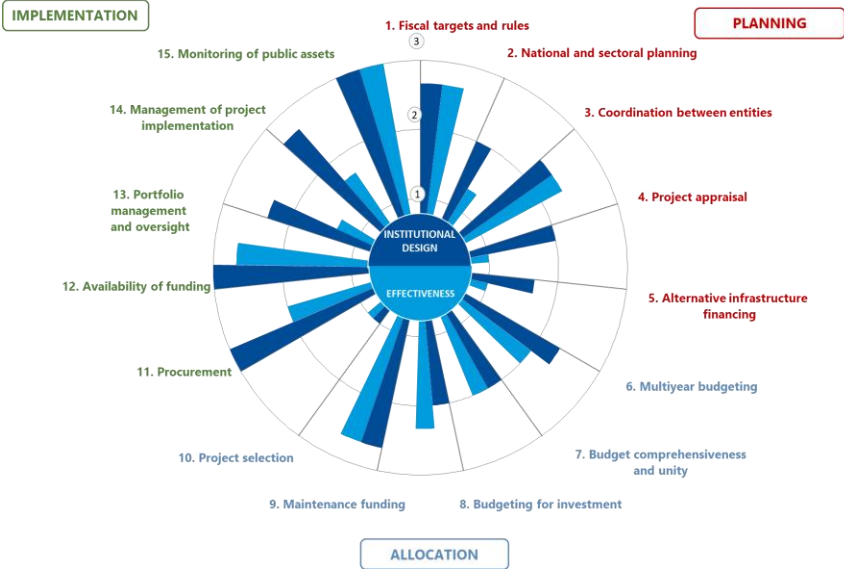 IMPLEMENTATION
PLANNING
1. Fiscal targets and rules
2. National and sectoral planning
3. Coordination between entities
4. Project appraisal
5. Alternative infrastructure
financing
6. Multiyear budgeting
7. Budget comprehensiveness
and unity
8. Budgeting for investment
9. Maintenance funding
10. Project selection
11. Procurement
12. Availability of funding
13. Portfolio
management
and oversight
14. Management of project
implementation
15. Monitoring of public assets
3
2
1
INSTITUTIONAL
DESIGN
EFFECTIVENESS
ALLOCATION